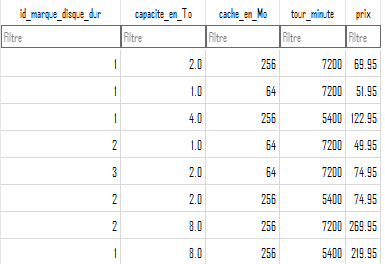 id_marque_disque_dur capacite_en_To cache_en_Mo tour_minute prix
Filtre Filtre Filtre Filtre Filtre
1 2.0 256 7200 69.95
1 1.0 64 7200 51.95
1 4.0 256 5400 122.95
2 1.0 64 7200 49.95
3 2.0 64 7200 74.95
2 2.0 256 5400 74.95
2 8.0 256 7200 269.95
1 8.0 256 5400 219.95